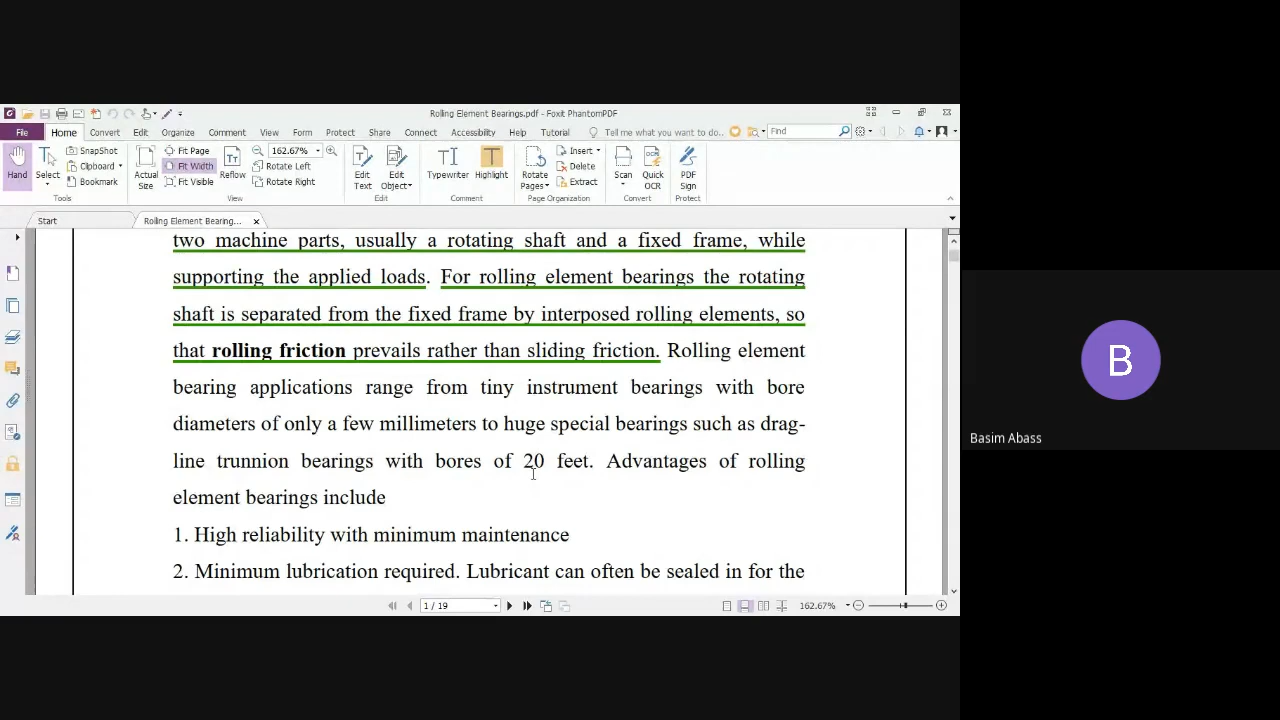 Rolling Element Bearings.pdf - Foxit PhantomPDF
File Home Convert Edit Organize Comment View Form Protect Share Connect Accessibility Help Tutorial Tell me what you want to do.. Find
Hand
Select
SnapShot
Clipboard
Bookmark
Tools
Actual Size
Fit Page
Fit Width
Fit Visible
Reflow
162.67%
Rotate Left
Rotate Right
View
Edit Text
Edit Object
Edit
Typewriter
Highlight
Comment
Rotate Pages
Insert
Delete
Extract
Page Organization
Scan
Quick OCR
Convert
PDF Sign
Protect
Start
Rolling Element Bearing...
two machine parts, usually a rotating shaft and a fixed frame, while
supporting the applied loads. For rolling element bearings the rotating
shaft is separated from the fixed frame by interposed rolling elements, so
that rolling friction prevails rather than sliding friction. Rolling element
bearing applications range from tiny instrument bearings with bore
diameters of only a few millimeters to huge special bearings such as drag-
line trunnion bearings with bores of 20 feet. Advantages of rolling
element bearings include
1. High reliability with minimum maintenance
2. Minimum lubrication required. Lubricant can often be sealed in for the
1 / 19
162.67%
B
Basim Abass